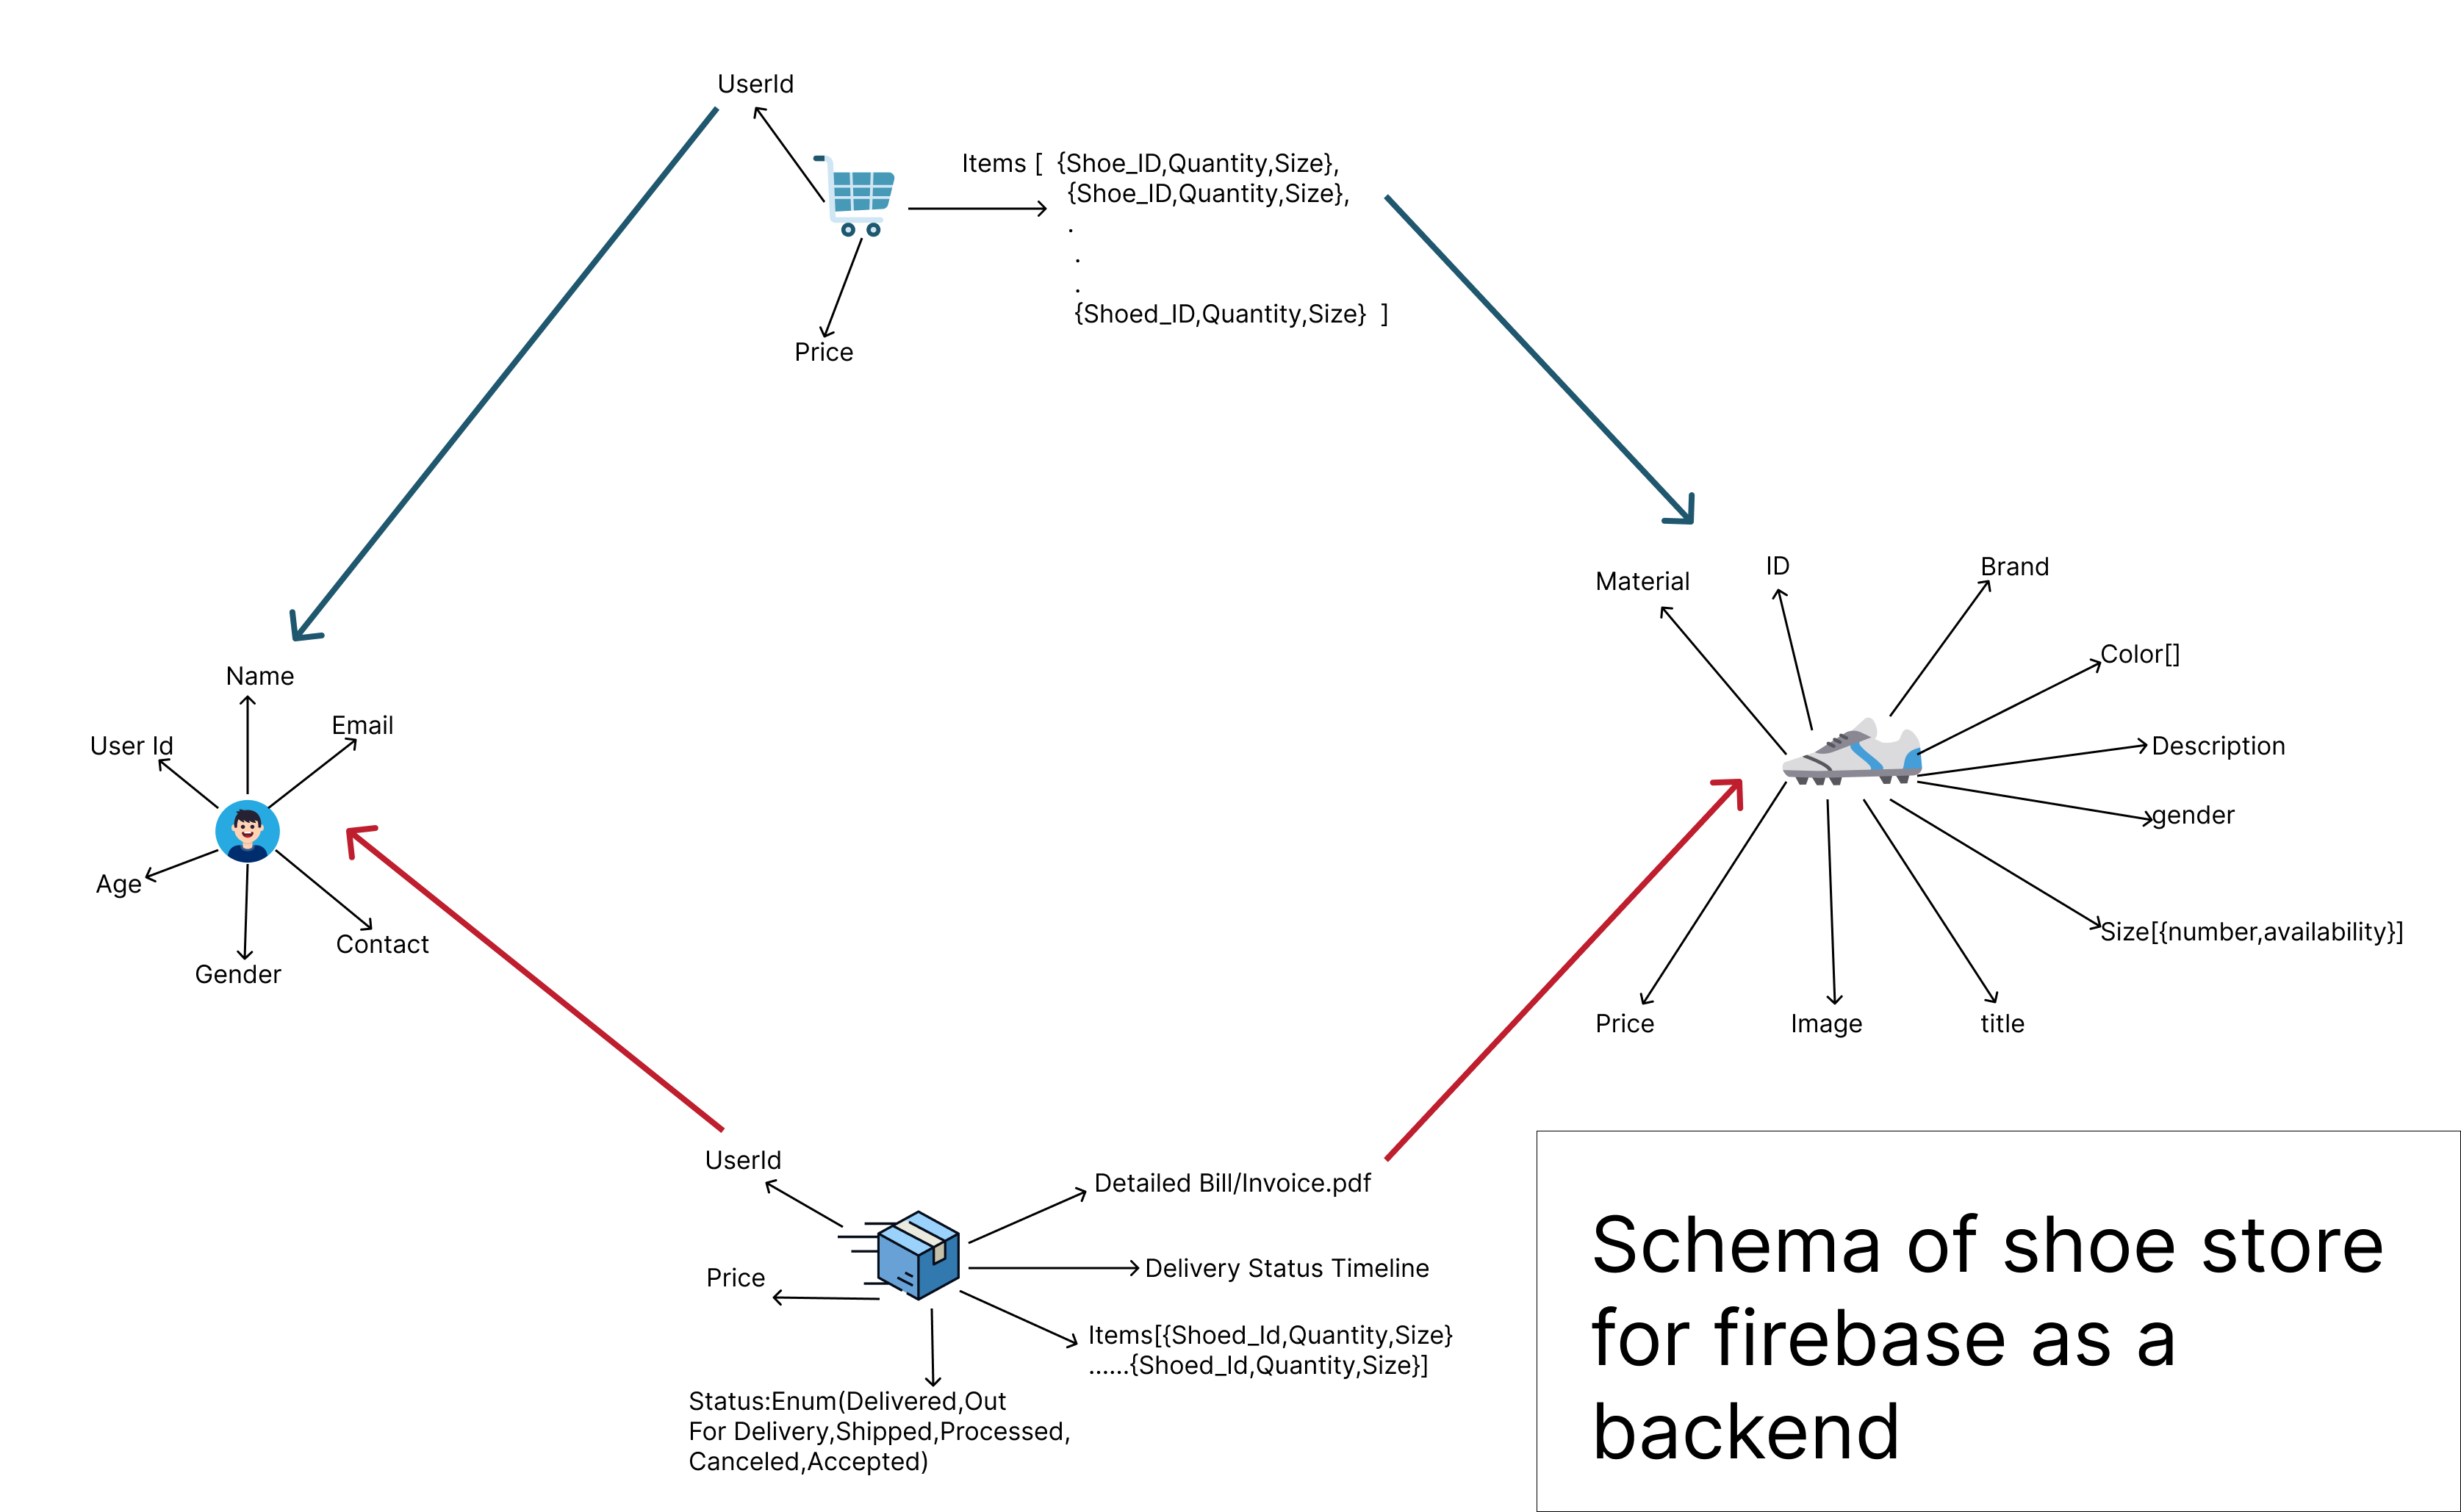 UserId
Items [  {Shoe_ID,Quantity,Size},
{Shoe_ID,Quantity,Size},
.
.
.
{Shoed_ID,Quantity,Size}  ]
Price
Name
Email
User Id
Age
Contact
Gender
Material
ID
Brand
Color[]
Description
gender
Size[{number,availability}]
Price
Image
title
UserId
Detailed Bill/Invoice.pdf
Price
Delivery Status Timeline
Items[{Shoed_Id,Quantity,Size}
......{Shoed_Id,Quantity,Size}]
Status:Enum(Delivered,Out
For Delivery,Shipped,Processed,
Canceled,Accepted)
Schema of shoe store
for firebase as a
backend